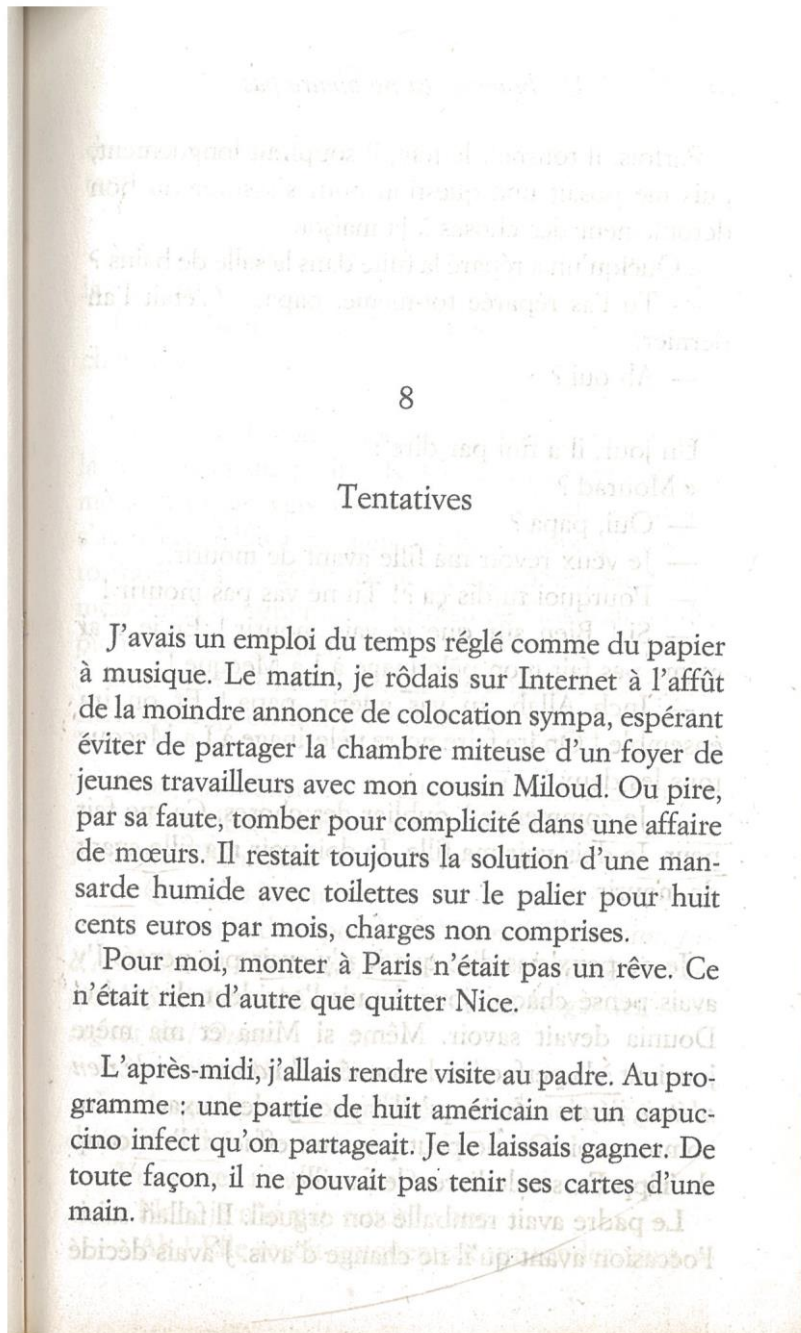 8
Tentatives
J’avais un emploi du temps réglé comme du papier
à musique. Le matin, je rôdais sur Internet à l’affût
de la moindre annonce de colocation sympa, espérant
éviter de partager la chambre miteuse d’un foyer de
jeunes travailleurs avec mon cousin Miloud. Ou pire,
par sa faute, tomber pour complicité dans une affaire
de mœurs. Il restait toujours la solution d’une man-
sarde humide avec toilettes sur le palier pour huit
cents euros par mois, charges non comprises.
Pour moi, monter à Paris n’était pas un rêve. Ce
n’était rien d’autre que quitter Nice.
L’après-midi, j’allais rendre visite au padre. Au pro-
gramme : une partie de huit américain et un capuc-
cino infect qu’on partageait. Je le laissais gagner. De
toute façon, il ne pouvait pas tenir ses cartes d’une
main.